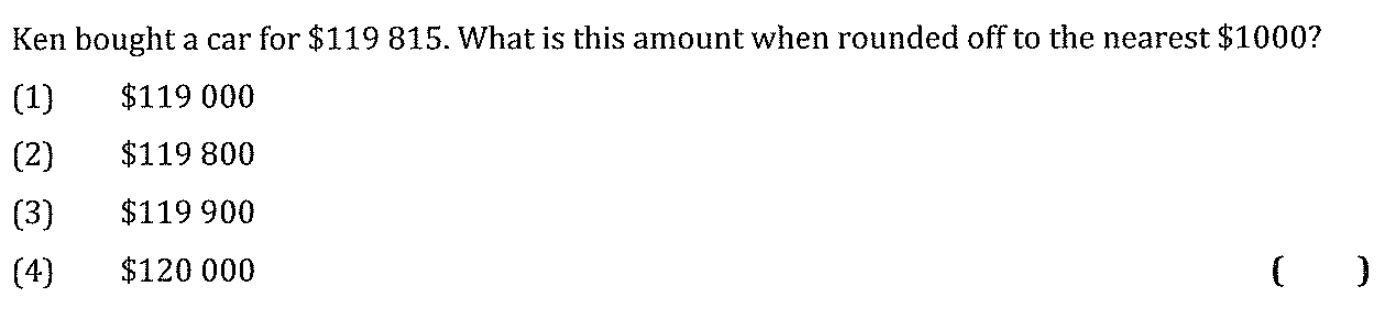 Ken bought a car for $119 815. What is this amount when rounded off to the nearest $1000?
(1) $119 000
(2) $119 800
(3) $119 900
(4) $120 000 ( )